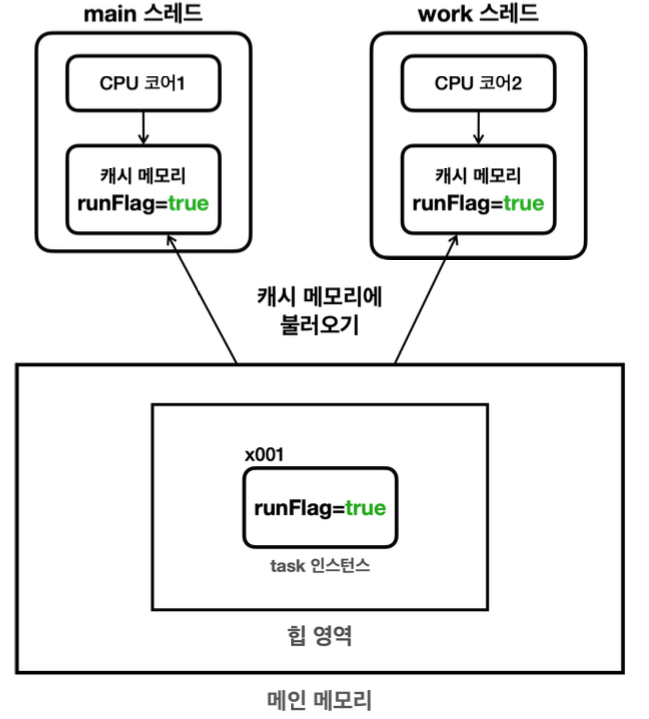 main 스레드
work 스레드
CPU 코어1
CPU 코어2
캐시 메모리
runFlag=true
캐시 메모리
runFlag=true
캐시 메모리에
불러오기
x001
runFlag=true
task 인스턴스
힙 영역
메인 메모리